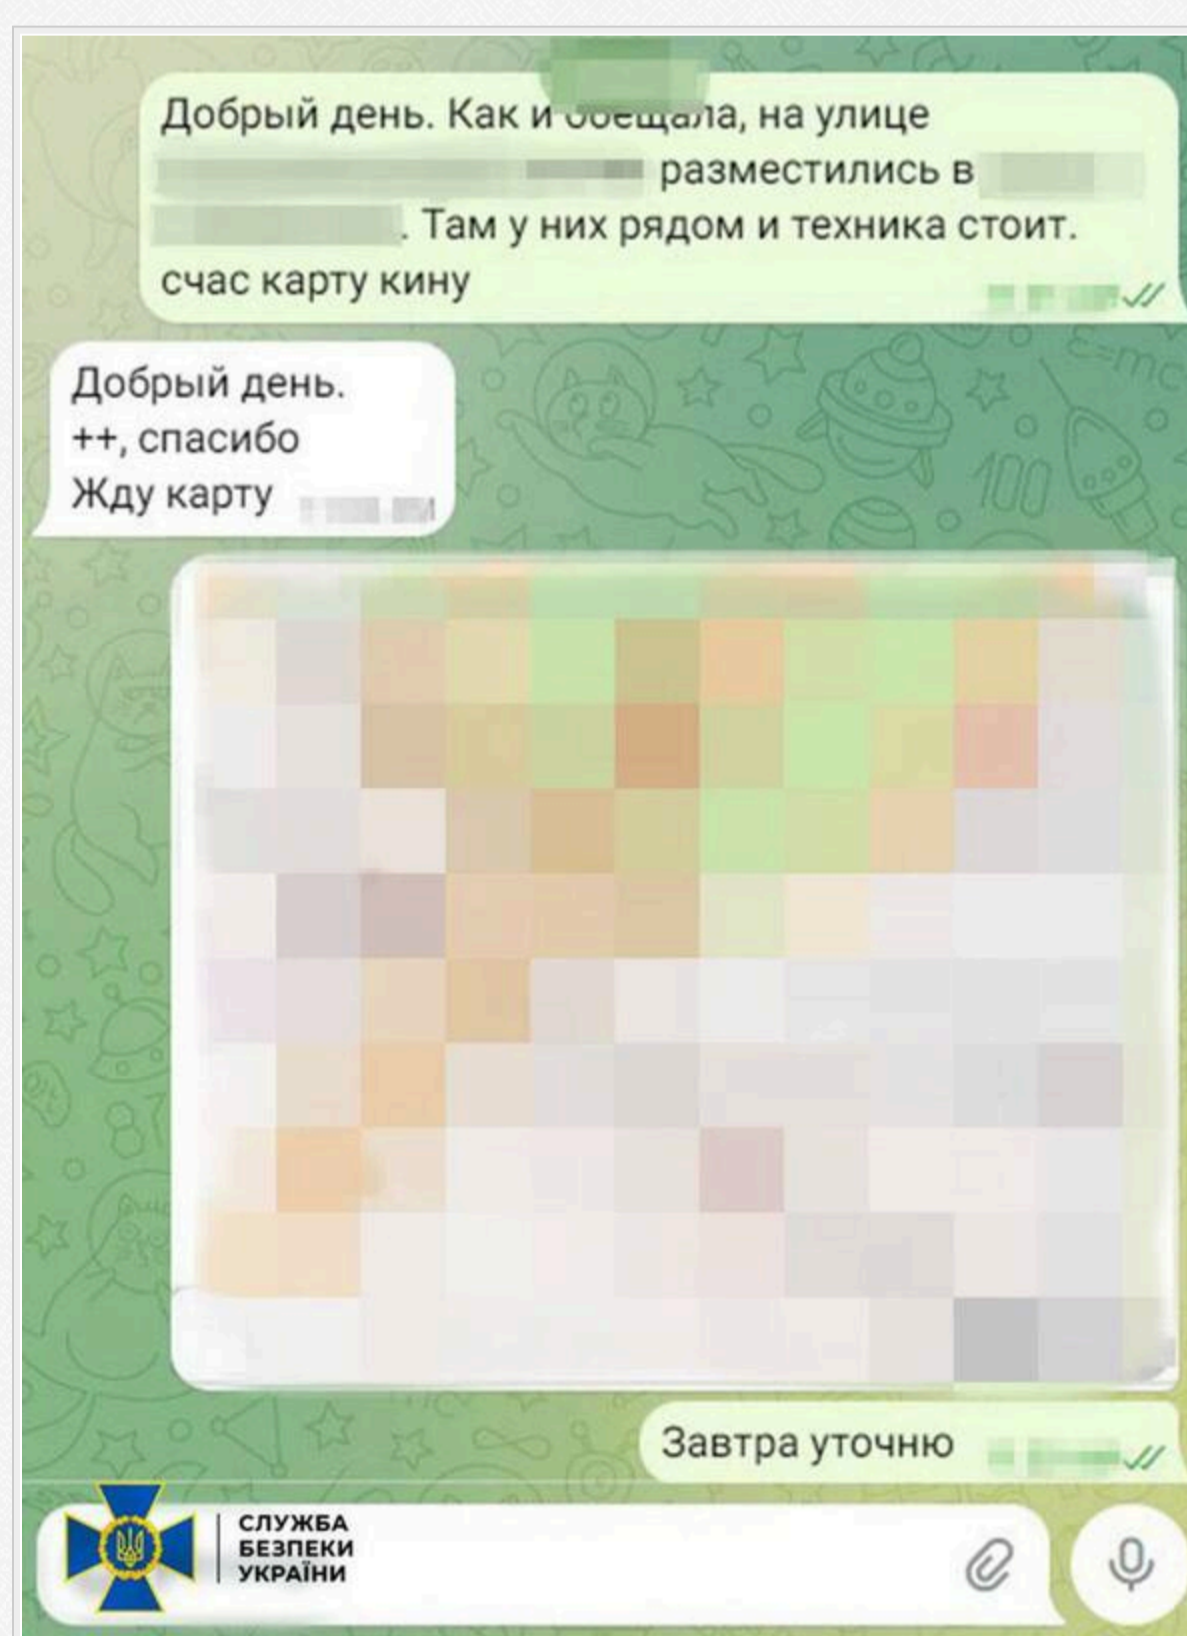 Добрый день. Как и обещала, на улице
разместились в
. Там у них рядом и техника стоит.
счас карту кину
Добрый день.
++, спасибо
Жду карту
Завтра уточню
СЛУЖБА
БЕЗПЕКИ
УКРАЇНИ